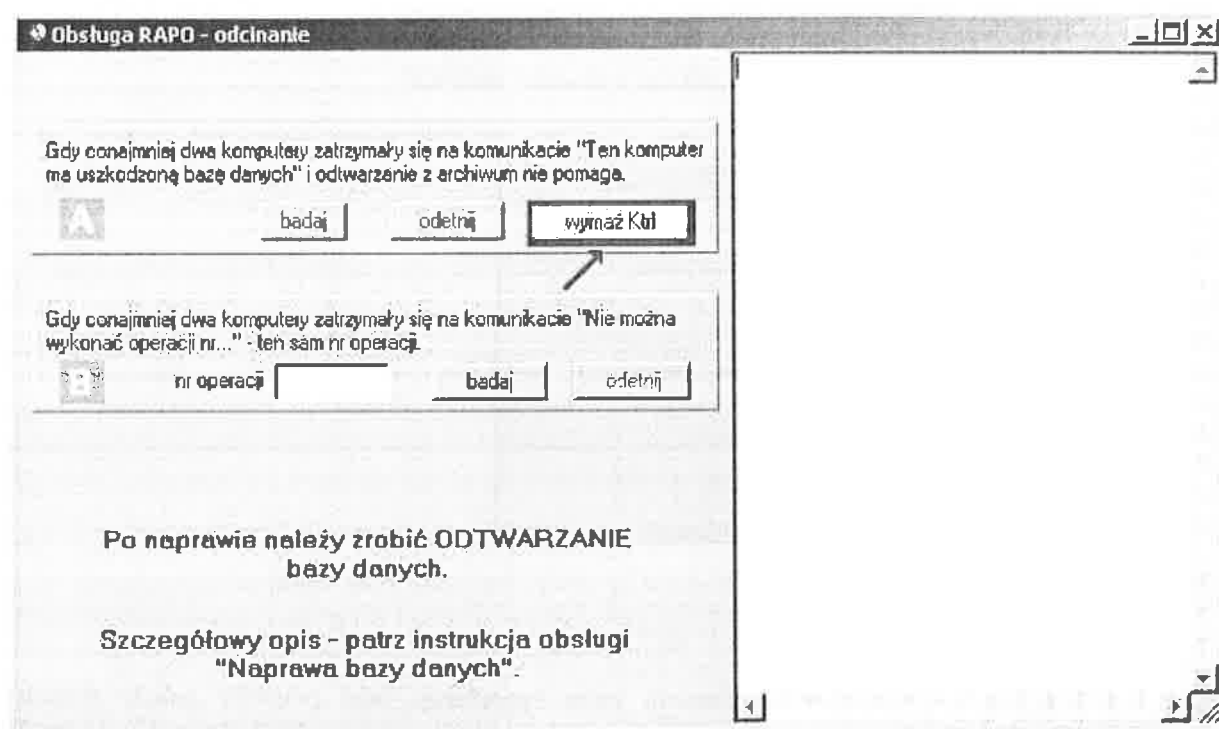 Obsługa RAPO - odcinanie
Gdy conajmniej dwa komputery zatrzymały się na komunikacie "Ten komputer
ma uszkodzoną bazę danych" i odtwarzanie z archiwum nie pomaga.
A
badaj
odetnij
wymaż Ktrl
Gdy conajmniej dwa komputery zatrzymały się na komunikacie "Nie można
wykonać operacji nr..." - ten sam nr operacji.
B
nr operacji
badaj
odetnij
Po naprawie należy zrobić ODTWARZANIE
bazy danych.
Szczegółowy opis - patrz instrukcja obsługi
"Naprawa bazy danych".